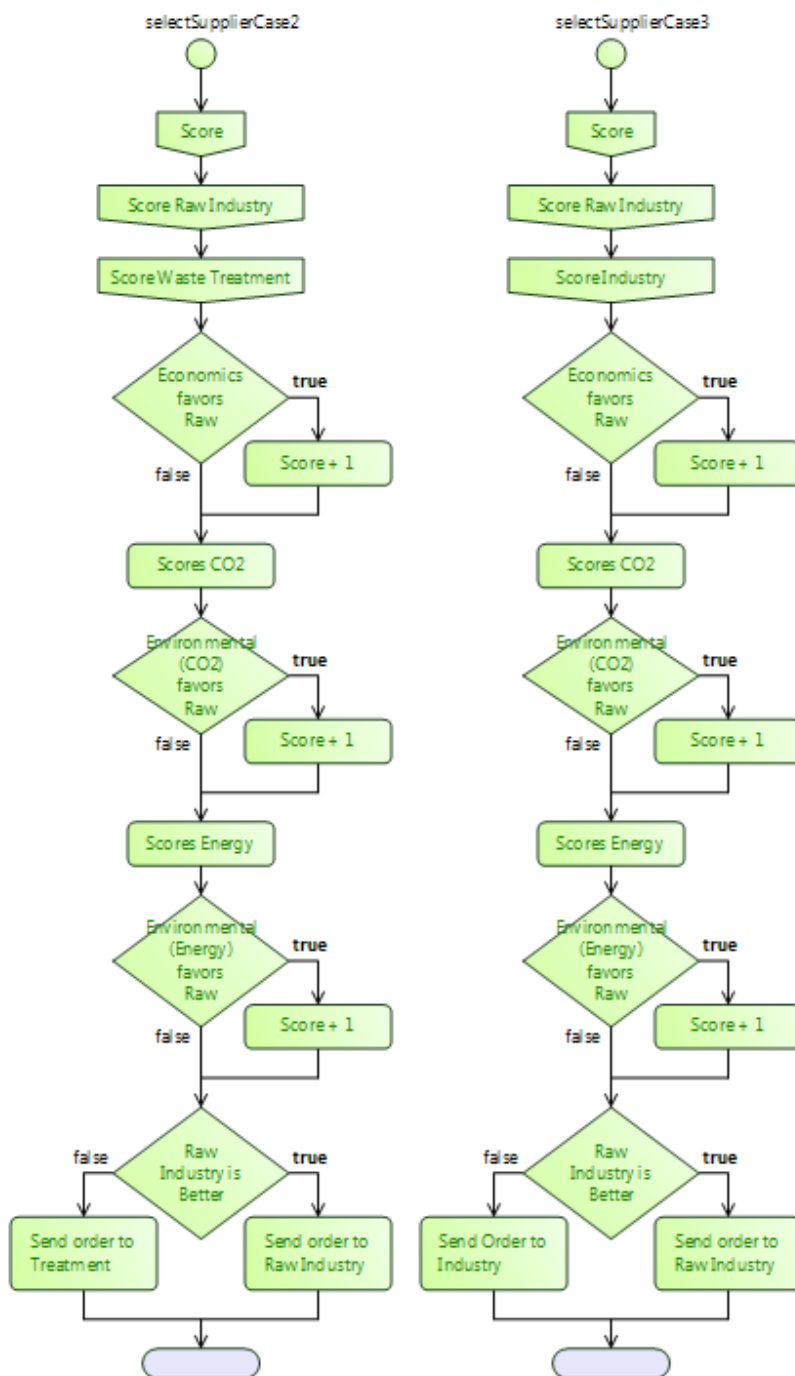 selectSupplierCase2
Score
Score Raw Industry
Score Waste Treatment
Economics
favors
Raw
true
false
Score + 1
Scores CO2
Environmental
(CO2)
favors
Raw
true
false
Score + 1
Scores Energy
Environmental
(Energy)
favors
Raw
true
false
Score + 1
Raw
Industry is
Better
false
true
Send order to
Treatment
Send order to
Raw Industry
selectSupplierCase3
Score
Score Raw Industry
Score Industry
Economics
favors
Raw
true
false
Score + 1
Scores CO2
Environmental
(CO2)
favors
Raw
true
false
Score + 1
Scores Energy
Environmental
(Energy)
favors
Raw
true
false
Score + 1
Raw
Industry is
Better
false
true
Send Order to
Industry
Send order to
Raw Industry